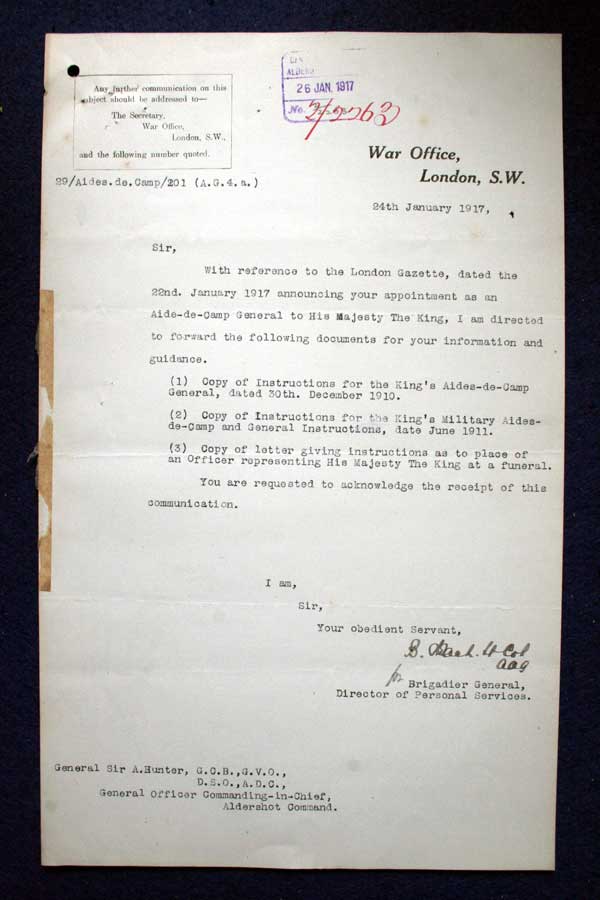 Any further communication on this
subject should be addressed to—
The Secretary,
War Office,
London, S.W.,
and the following number quoted.
ALDERS
26 JAN. 1917
No. 2/2263
War Office,
London, S.W.
29/Aides.de.Camp/201 (A.G.4.a.)
24th January 1917,
Sir,
With reference to the London Gazette, dated the
22nd. January 1917 announcing your appointment as an
Aide-de-Camp General to His Majesty The King, I am directed
to forward the following documents for your information and
guidance.
(1) Copy of Instructions for the King's Aides-de-Camp
General, dated 30th. December 1910.
(2) Copy of Instructions for the King's Military Aides-
de-Camp and General Instructions, date June 1911.
(3) Copy of letter giving instructions as to place of
an Officer representing His Majesty The King at a funeral.
You are requested to acknowledge the receipt of this
communication.
I am,
Sir,
Your obedient Servant,
B. Lt Col
AAG
for Brigadier General,
Director of Personal Services.
General Sir A.Hunter, G.C.B.,G.V.O.,
D.S.O.,A.D.C.,
General Officer Commanding-in-Chief,
Aldershot Command.